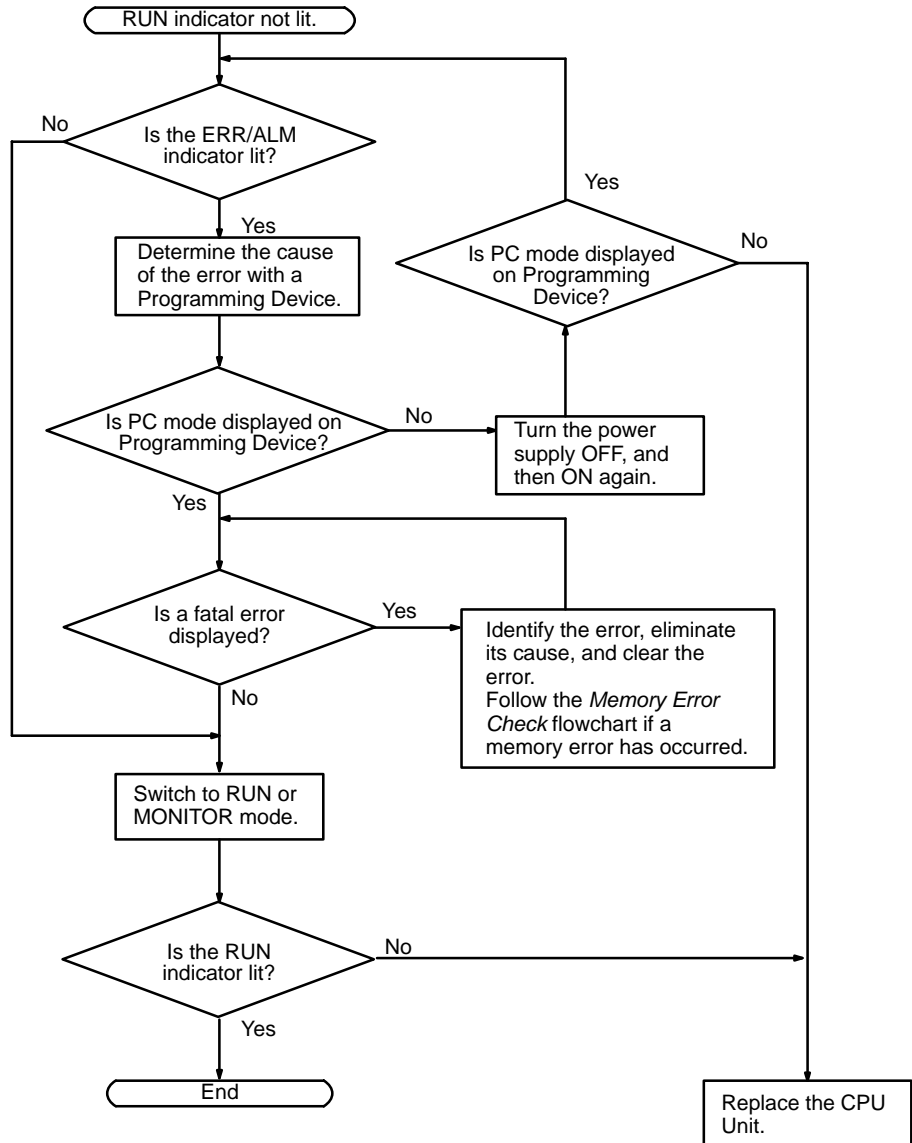 RUN indicator not lit.
No
Is the ERR/ALM
indicator lit?
Yes
Determine the cause
of the error with a
Programming Device.
Yes
Is PC mode displayed
on Programming
Device?
No
Is PC mode displayed on
Programming Device?
No
Turn the power
supply OFF, and
then ON again.
Yes
Is a fatal error
displayed?
Yes
Identify the error, eliminate
its cause, and clear the
error.
Follow the Memory Error
Check flowchart if a
memory error has occurred.
No
Switch to RUN or
MONITOR mode.
Is the RUN
indicator lit?
No
Yes
End
Replace the CPU
Unit.